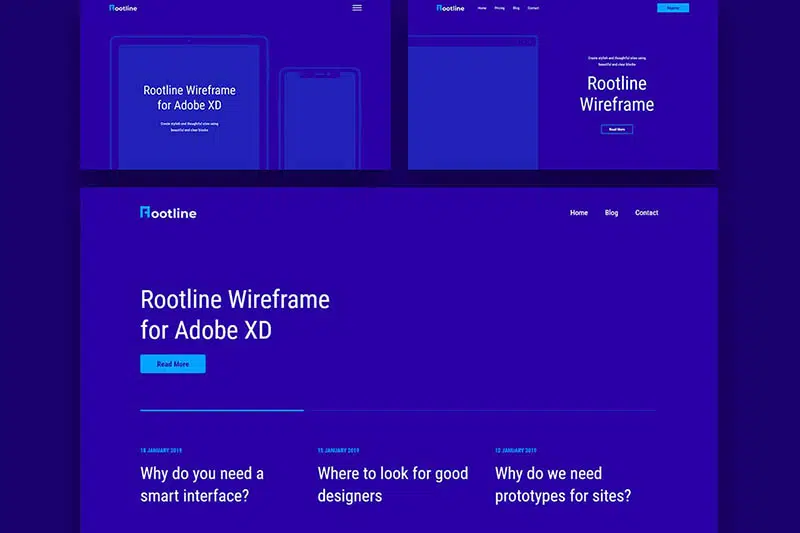 Rootline
Rootline Wireframe
for Adobe XD
Create stylish and thoughtful sites using
beautiful and clear blocks
Rootline
Home
Pricing
Blog
Contact
Register
Create stylish and thoughtful sites using
beautiful and clear blocks
Rootline
Wireframe
Read More
Rootline
Home
Blog
Contact
Rootline Wireframe
for Adobe XD
Read More
18 JANUARY 2019
Why do you need a
smart interface?
15 JANUARY 2019
Where to look for good
designers
12 JANUARY 2019
Why do we need
prototypes for sites?